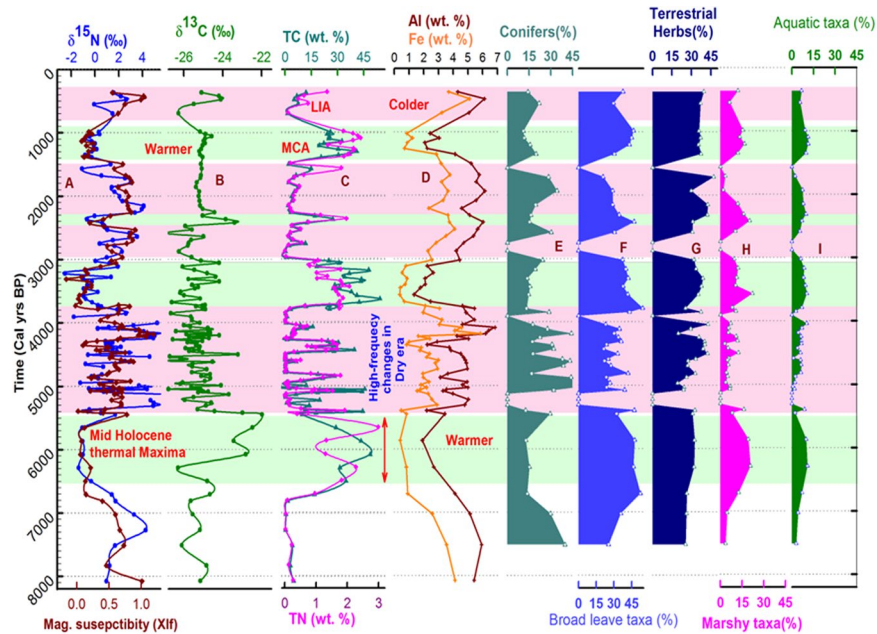 δ15N (‰)
-2 0 2 4
δ13C (‰)
-26 -24 -22
TC (wt. %)
0 15 30 45
Al (wt. %)
Fe (wt. %)
0 1 2 3 4 5 6 7
Conifers(%)
0 15 30 45
Terrestrial
Herbs(%)
0 15 30 45
Aquatic taxa (%)
0 15 45
Time (Cal yrs BP)
0
1000
2000
3000
4000
5000
6000
7000
8000
LIA
Colder
Warmer
MCA
A
B
C
D
E
F
G
H
I
High-frequecy
changes in
Dry era
Mid Holocene
thermal Maxima
Warmer
0.0 0.5 1.0
Mag. susepctibity (Xlf)
0 1 2 3
TN (wt. %)
0 15 30 45
Broad leave taxa (%)
0 15 30 45
Marshy taxa(%)